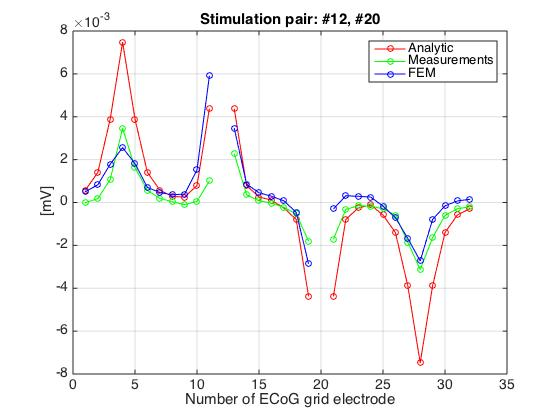 Stimulation pair: #12, #20
8 ×10⁻³
6
4
2
0
-2
-4
-6
-8
[mV]
Analytic
Measurements
FEM
0 5 10 15 20 25 30 35
Number of ECoG grid electrode